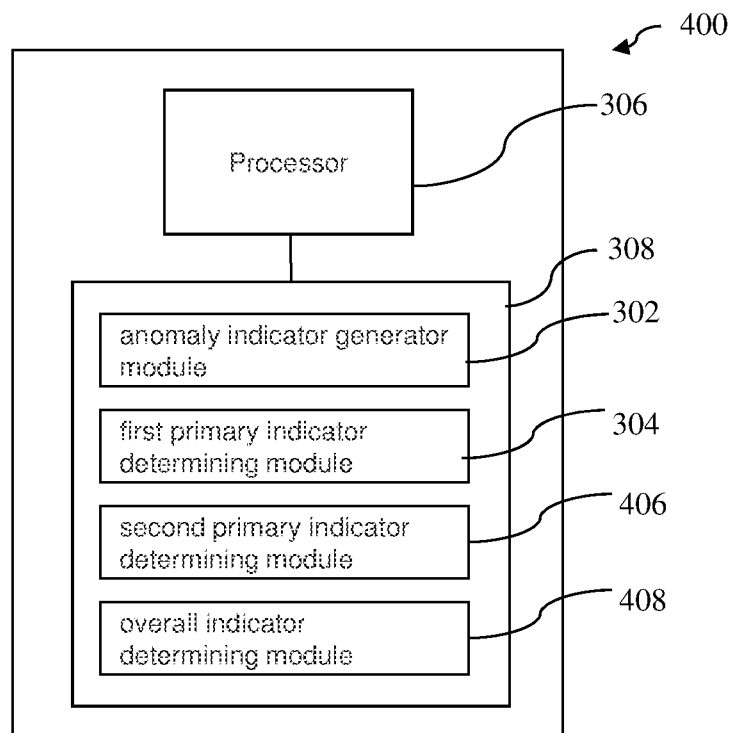 400
306
Processor
308
302
anomaly indicator generator
module
304
first primary indicator
determining module
406
second primary indicator
determining module
408
overall indicator
determining module